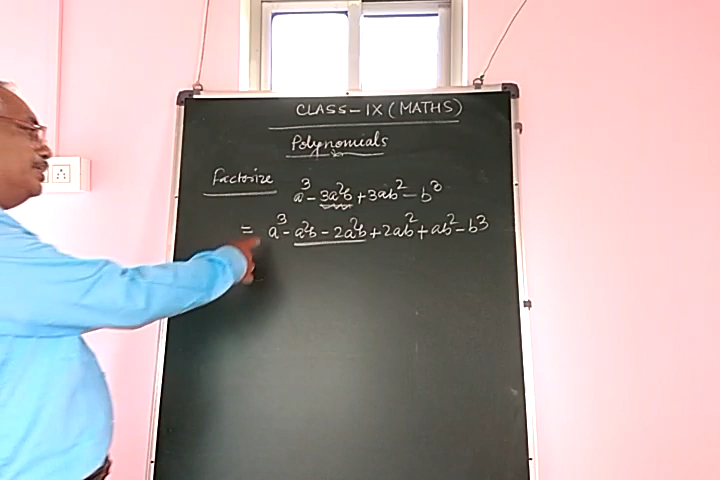 CLASS - IX (MATHS)
Polynomials
Factorize a³ - 3a²b + 3ab² - b³
= a³ - a²b - 2a²b + 2ab² + ab² - b³